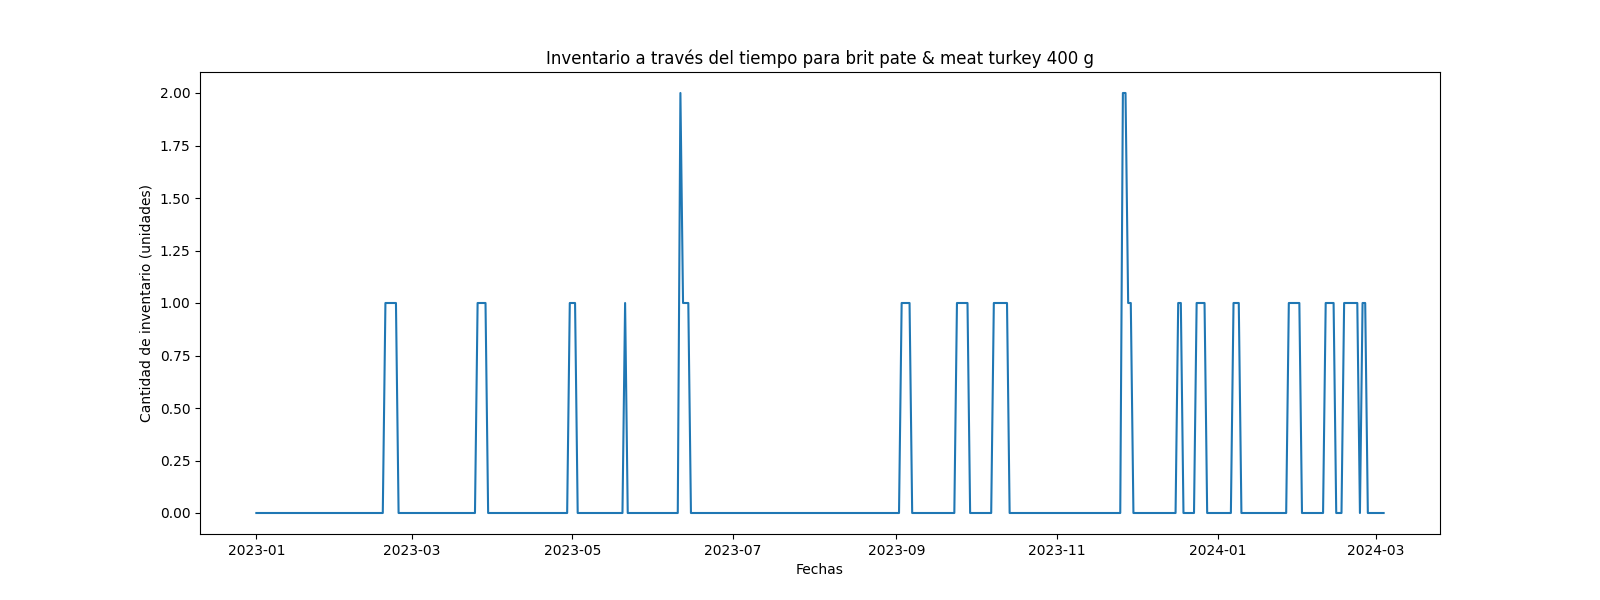 Inventario a través del tiempo para brit pate & meat turkey 400 g
Cantidad de inventario (unidades)
2.00
1.75
1.50
1.25
1.00
0.75
0.50
0.25
0.00
2023-01 2023-03 2023-05 2023-07 2023-09 2023-11 2024-01 2024-03
Fechas